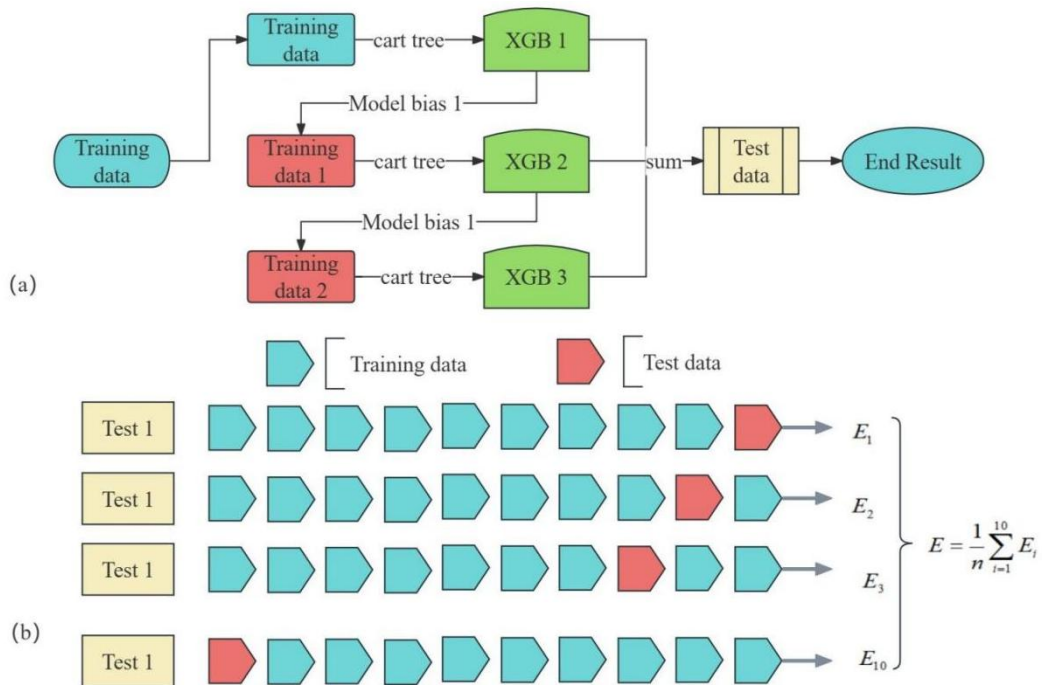 Training
data
cart tree
XGB 1
Model bias 1
Training
data
Training
data 1
cart tree
XGB 2
sum
Test
data
End Result
Model bias 1
Training
data 2
cart tree
XGB 3
(a)
Training data
Test data
Test 1
E₁
Test 1
E₂
Test 1
E₃
E = 1/n ∑_{i=1}^{10} E_i
(b)
Test 1
E₁₀